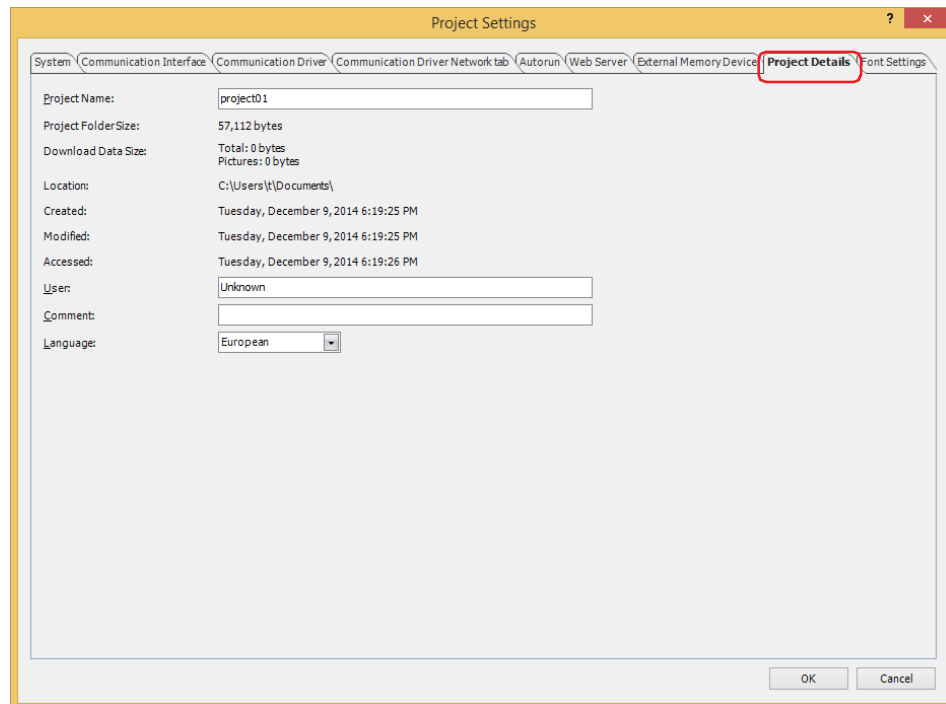 Project Settings
?
×
System Communication Interface Communication Driver Communication Driver Network tab Autorun Web Server External Memory Device Project Details Font Settings
Project Name: project01
Project Folder Size: 57,112 bytes
Download Data Size: Total: 0 bytes
Pictures: 0 bytes
Location: C:\Users\t\Documents\
Created: Tuesday, December 9, 2014 6:19:25 PM
Modified: Tuesday, December 9, 2014 6:19:25 PM
Accessed: Tuesday, December 9, 2014 6:19:26 PM
User: Unknown
Comment:
Language: European
OK Cancel